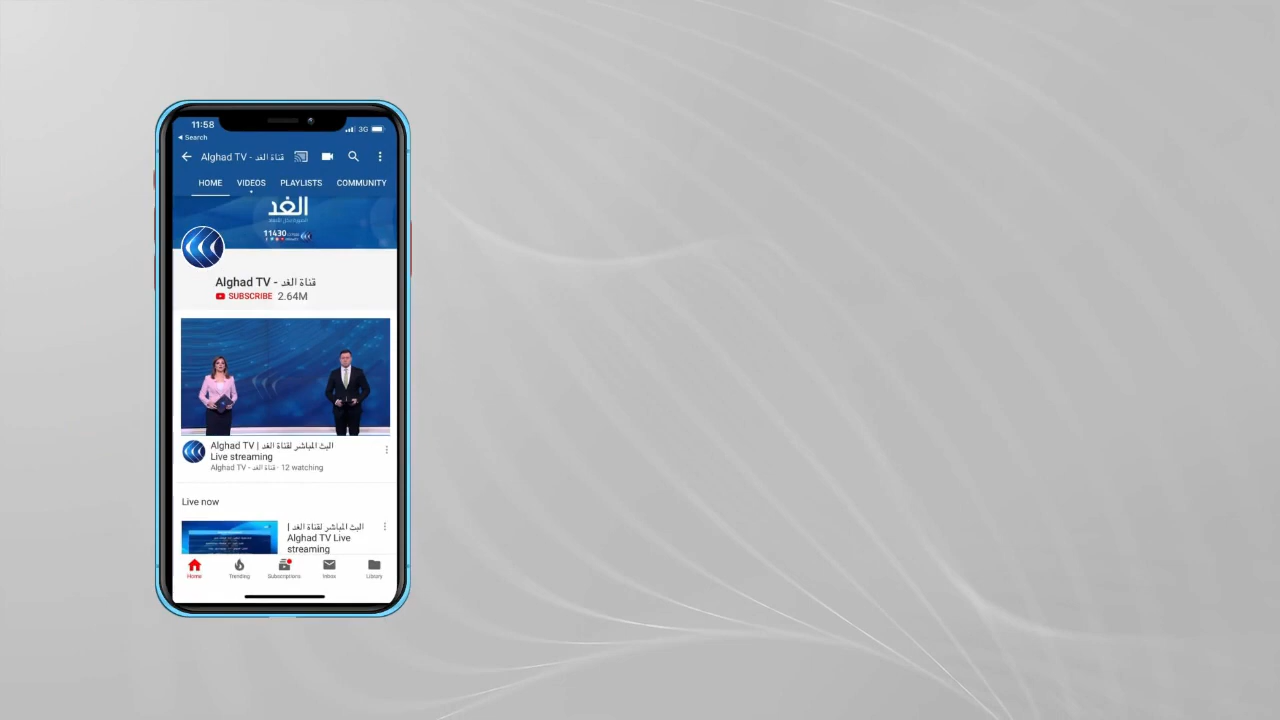 11:58
3G
Search
Alghad TV - قناة الغد
HOME VIDEOS PLAYLISTS COMMUNITY
الغد
11430
Alghad TV - قناة الغد
SUBSCRIBE 2.64M
Alghad TV | البث المباشر لقناة الغد
Live streaming
Alghad TV - قناة الغد · 12 watching
Live now
البث المباشر لقناة الغد |
Alghad TV Live
streaming
Home Trending Subscriptions Inbox Library